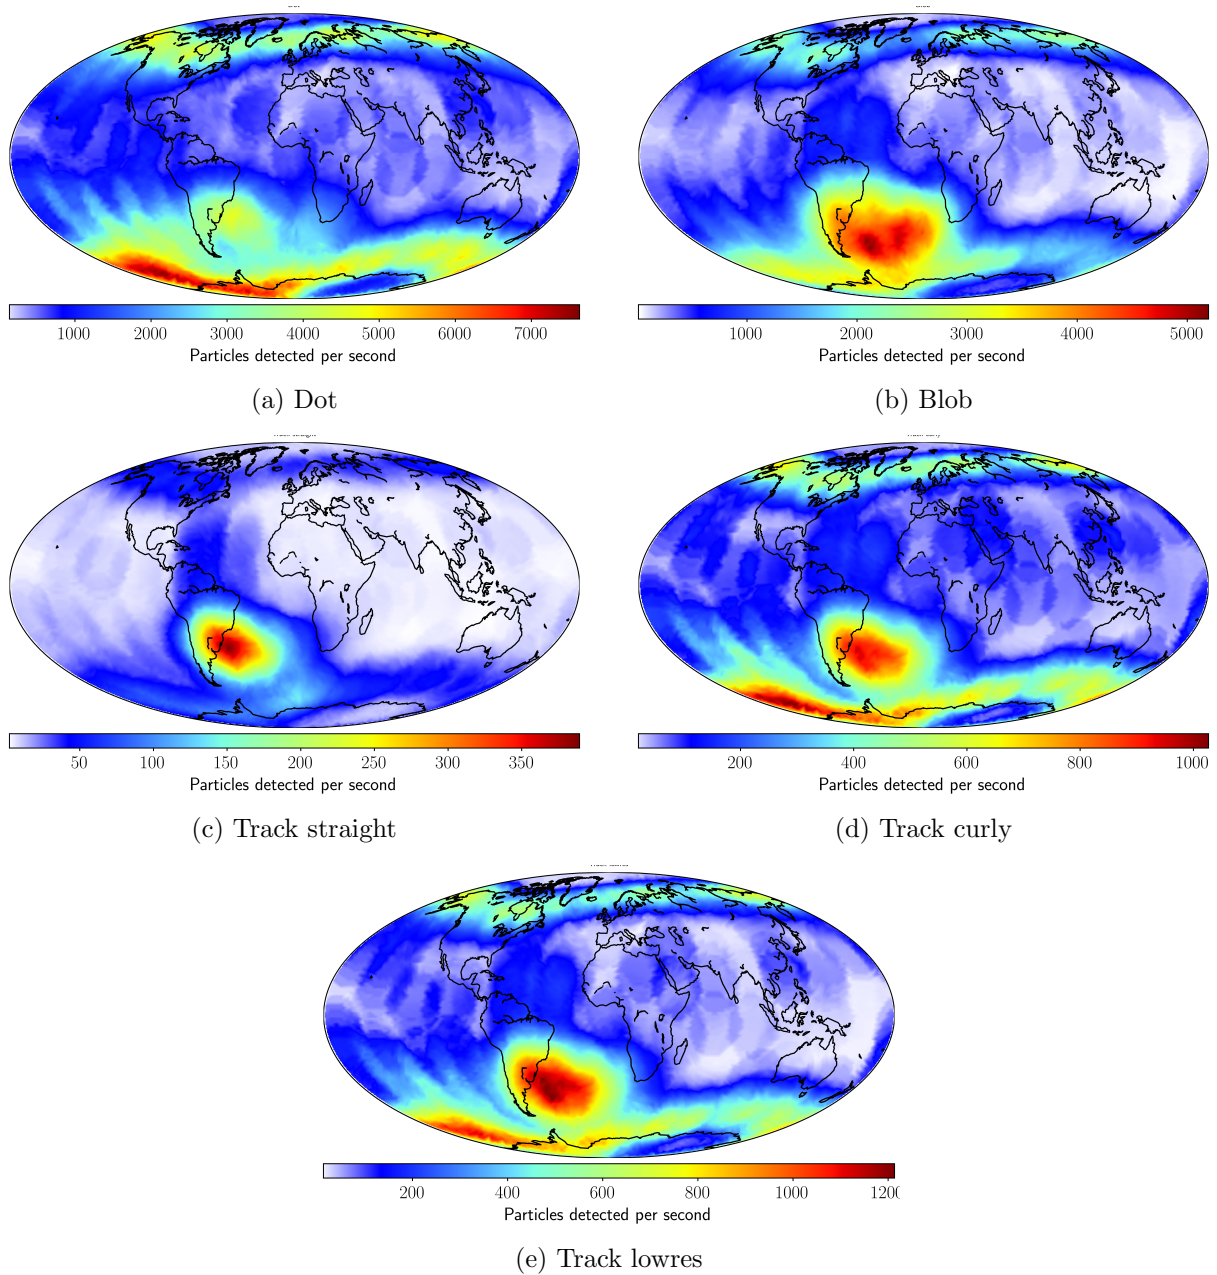 1000 2000 3000 4000 5000 6000 7000
Particles detected per second
(a) Dot
1000 2000 3000 4000 5000
Particles detected per second
(b) Blob
50 100 150 200 250 300 350
Particles detected per second
(c) Track straight
200 400 600 800 1000
Particles detected per second
(d) Track curly
200 400 600 800 1000 1200
Particles detected per second
(e) Track lowres